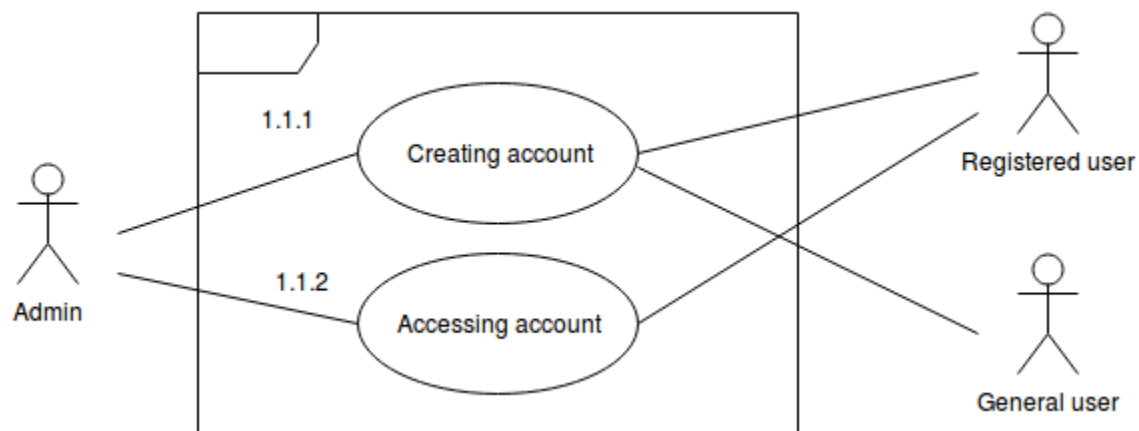 1.1.1
Creating account
Registered user
1.1.2
Admin
Accessing account
General user